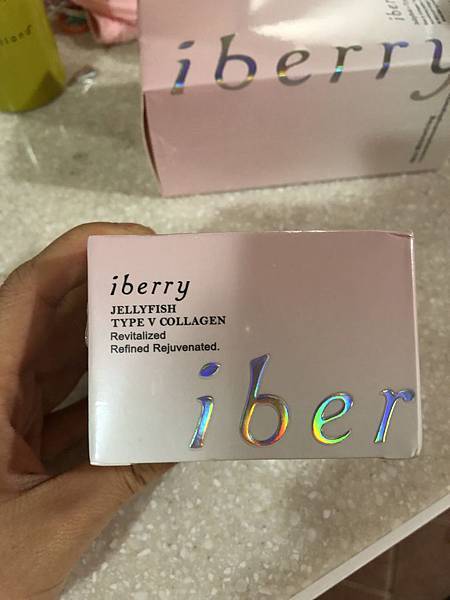 iberry
iberry
JELLYFISH
TYPE V COLLAGEN
Revitalized
Refined Rejuvenated.
iber